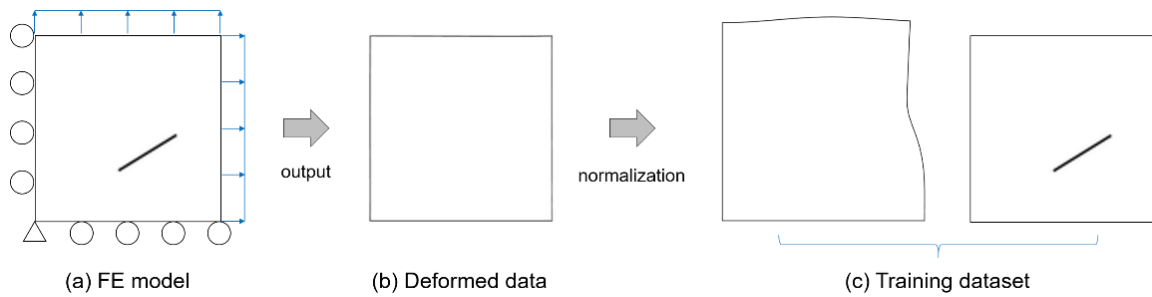 output
normalization
(a) FE model
(b) Deformed data
(c) Training dataset